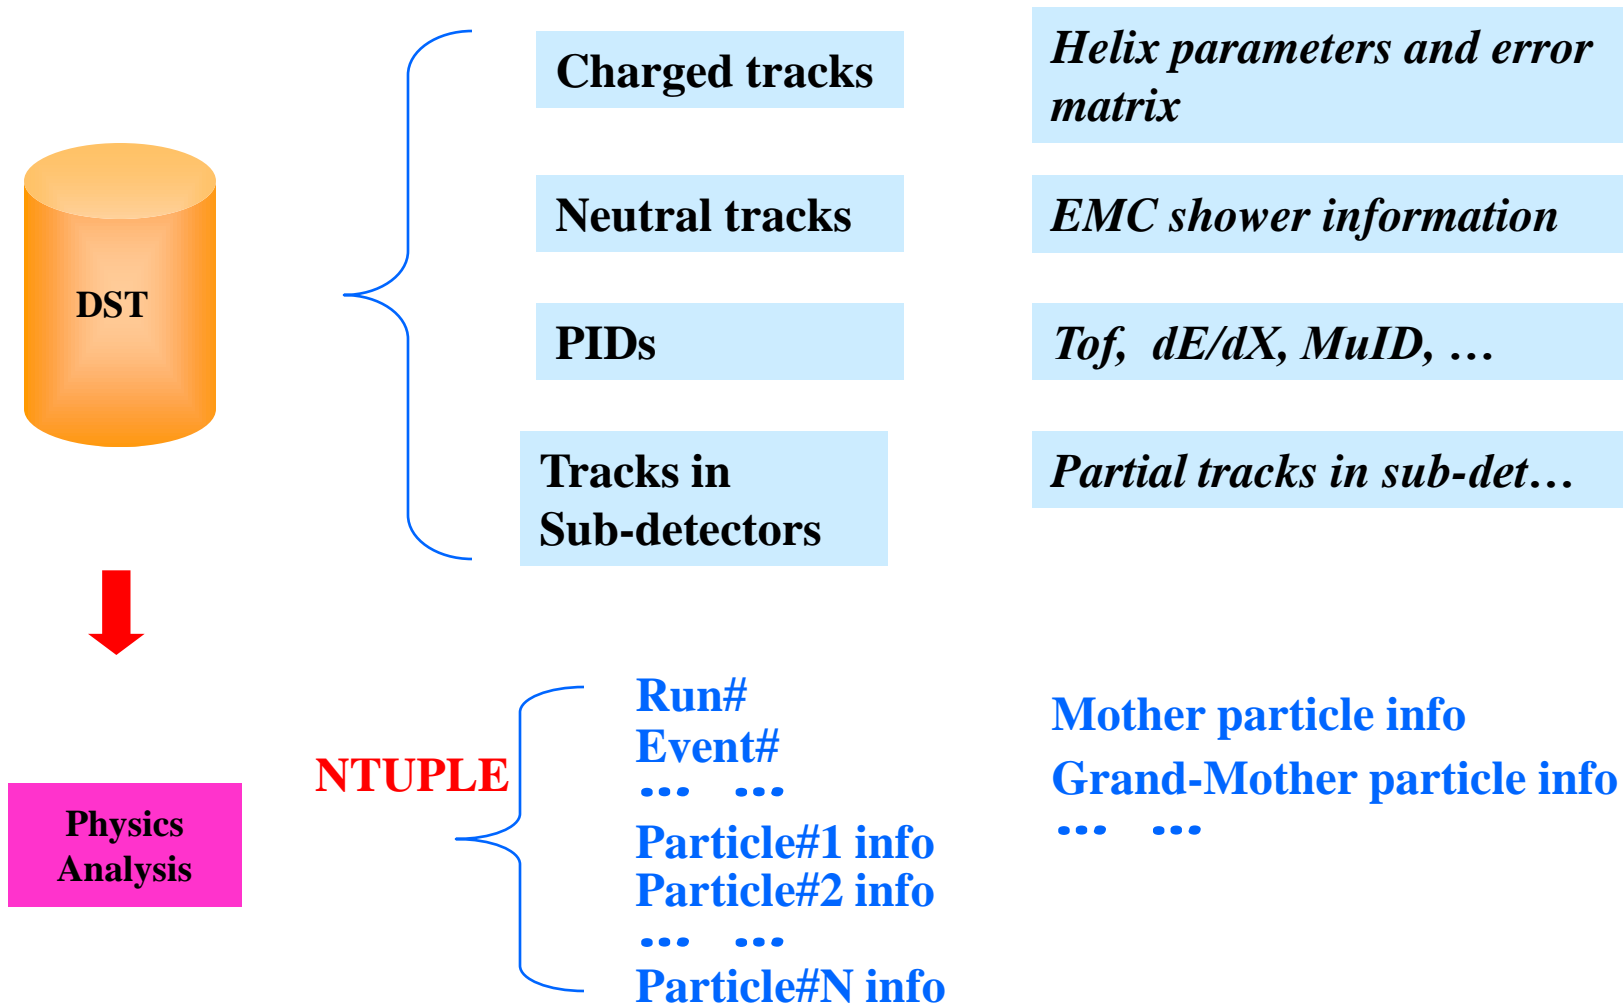 DST
Charged tracks
Helix parameters and error
matrix
Neutral tracks
EMC shower information
PIDs
Tof,  dE/dX, MuID, …
Tracks in
Sub-detectors
Partial tracks in sub-det…
Physics
Analysis
NTUPLE
Run#
Event#
… …
Particle#1 info
Particle#2 info
… …
Particle#N info
Mother particle info
Grand-Mother particle info
… …